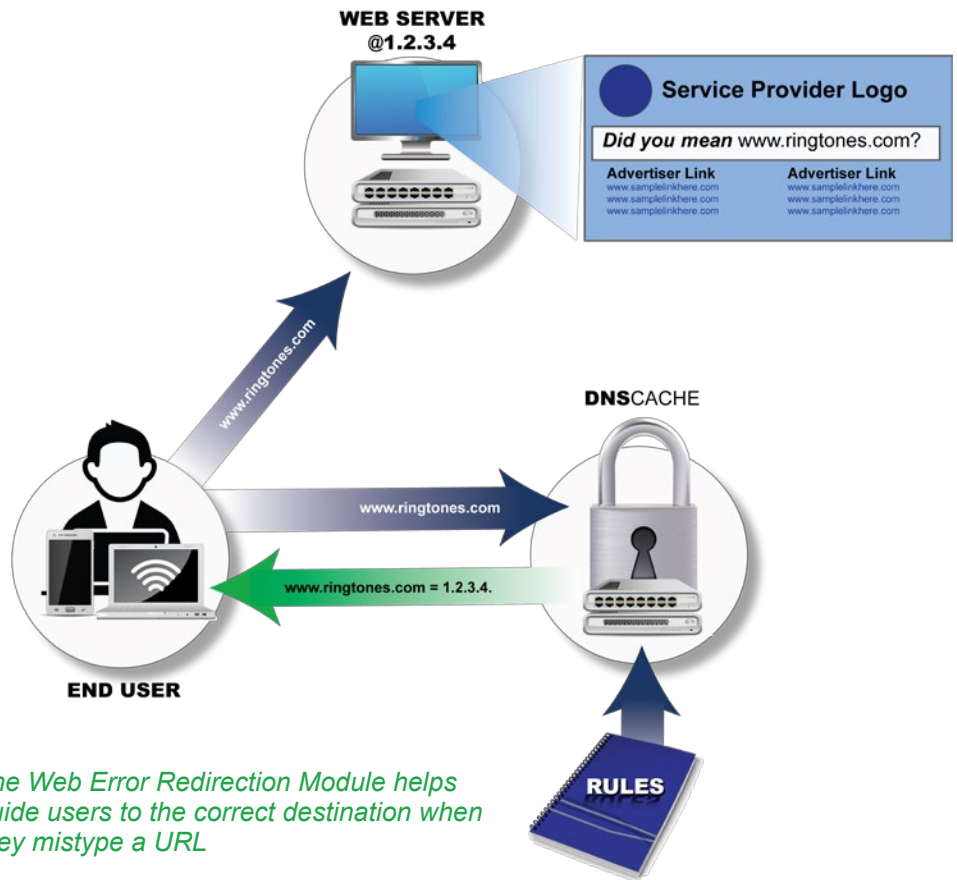 WEB SERVER
@1.2.3.4
Service Provider Logo
Did you mean www.ringtones.com?
Advertiser Link
www.samplelinkhere.com
www.samplelinkhere.com
www.samplelinkhere.com
Advertiser Link
www.samplelinkhere.com
www.samplelinkhere.com
www.samplelinkhere.com
www.ringtones.com
DNSCACHE
www.ringtones.com
www.ringtones.com = 1.2.3.4.
END USER
RULES
he Web Error Redirection Module helps
uide users to the correct destination when
ey mistype a URL